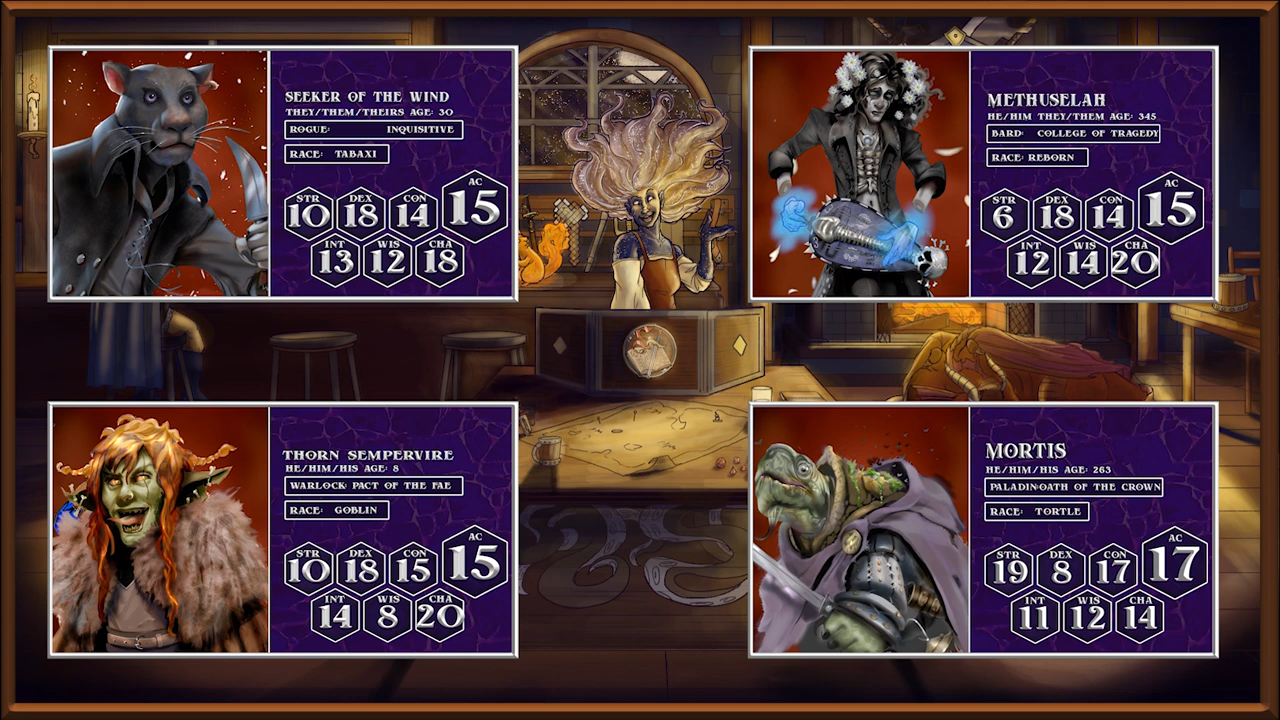 SEEKER OF THE WIND
THEY/THEM/THEIRS AGE: 30
ROGUE: INQUISITIVE
RACE: TABAXI
STR DEX CON AC
10 18 14 15
INT WIS CHA
13 12 18
METHUSELAH
HE/HIM THEY/THEM AGE: 345
BARD: COLLEGE OF TRAGEDY
RACE: REBORN
STR DEX CON AC
6 18 14 15
INT WIS CHA
12 14 20
THORN SEMPERVIRE
HE/HIM/HIS AGE: 8
WARLOCK: PACT OF THE FAE
RACE: GOBLIN
STR DEX CON AC
10 18 15 15
INT WIS CHA
14 8 20
MORTIS
HE/HIM/HIS AGE: 263
PALADIN:OATH OF THE CROWN
RACE: TORTLE
STR DEX CON AC
19 8 17 17
INT WIS CHA
11 12 14